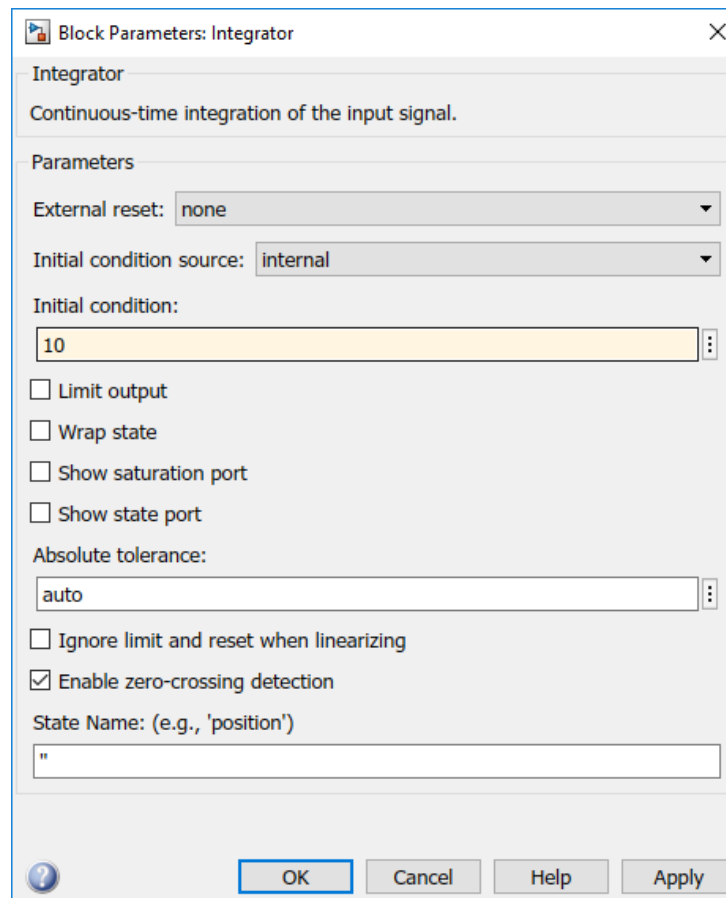 Block Parameters: Integrator
Integrator
Continuous-time integration of the input signal.
Parameters
External reset: none
Initial condition source: internal
Initial condition:
10
Limit output
Wrap state
Show saturation port
Show state port
Absolute tolerance:
auto
Ignore limit and reset when linearizing
Enable zero-crossing detection
State Name: (e.g., 'position')
''
OK Cancel Help Apply